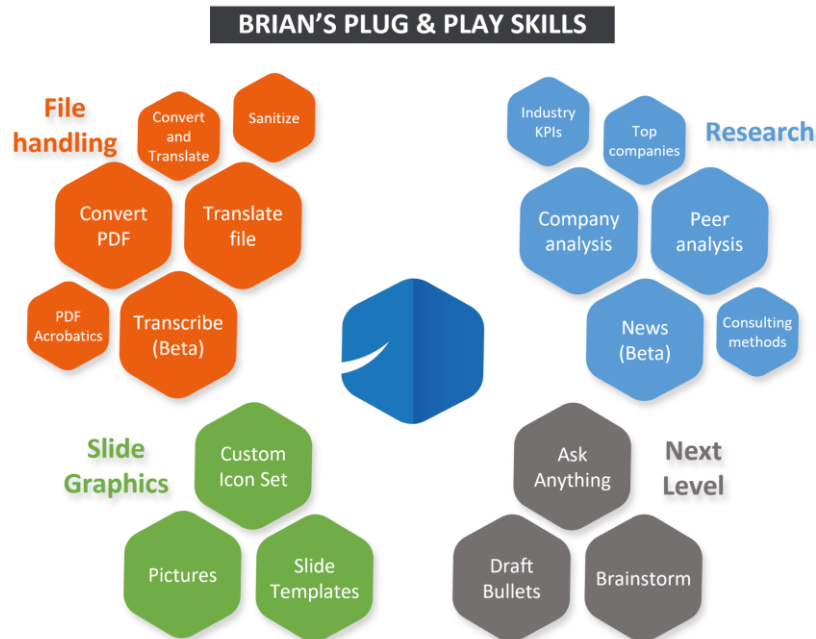 BRIAN'S PLUG & PLAY SKILLS
File
handling
Convert
and
Translate
Sanitize
Convert
PDF
Translate
file
PDF
Acrobatics
Transcribe
(Beta)
Industry
KPIs
Top
companies
Research
Company
analysis
Peer
analysis
News
(Beta)
Consulting
methods
Slide
Graphics
Custom
Icon Set
Pictures
Slide
Templates
Ask
Anything
Next
Level
Draft
Bullets
Brainstorm